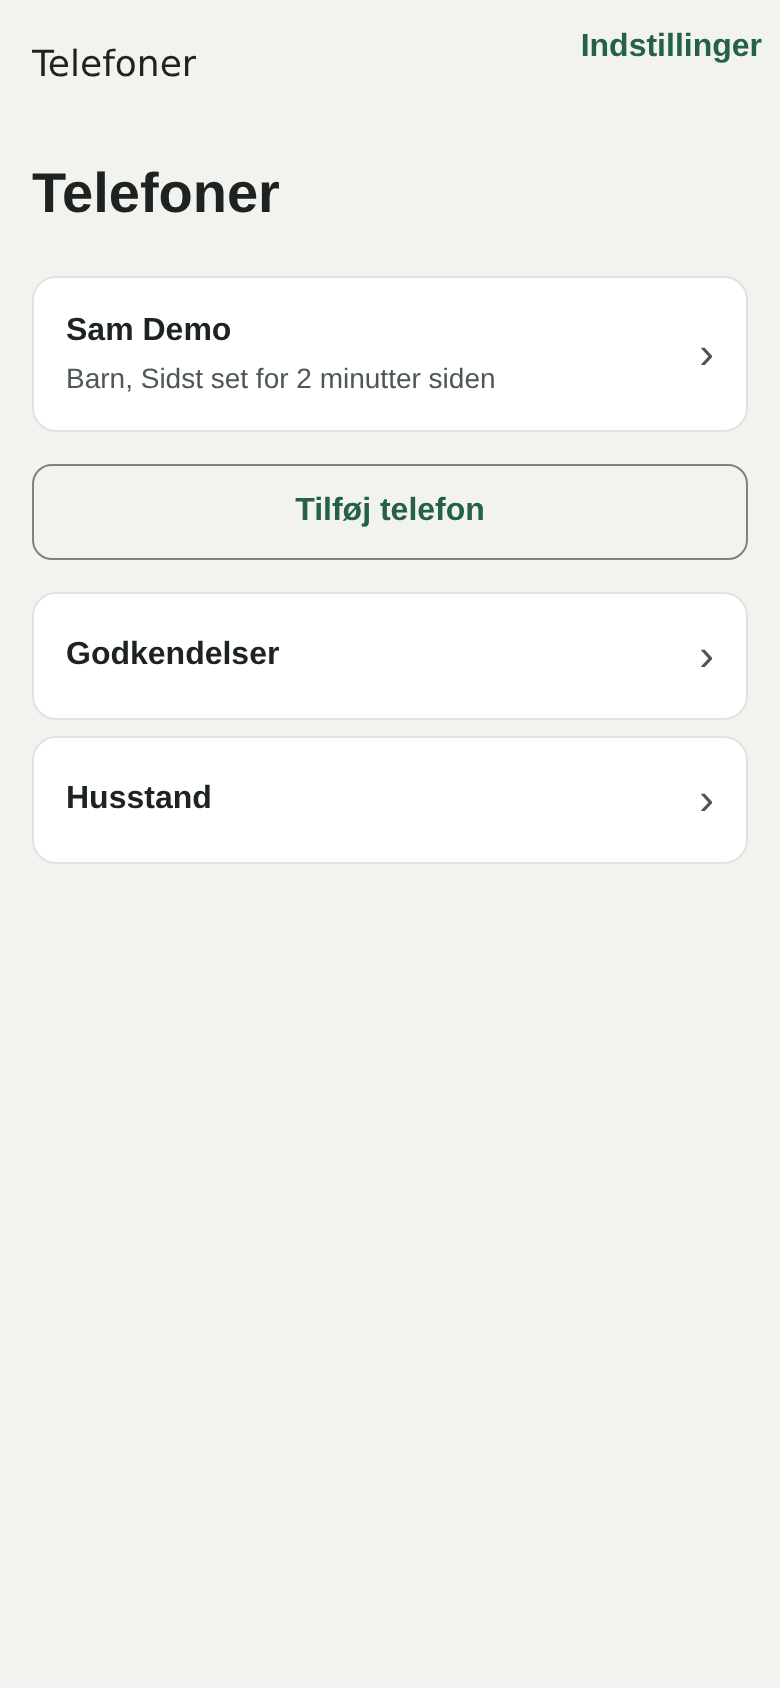 Telefoner
Indstillinger
Telefoner
Sam Demo
Barn, Sidst set for 2 minutter siden
Tilføj telefon
Godkendelser
Husstand